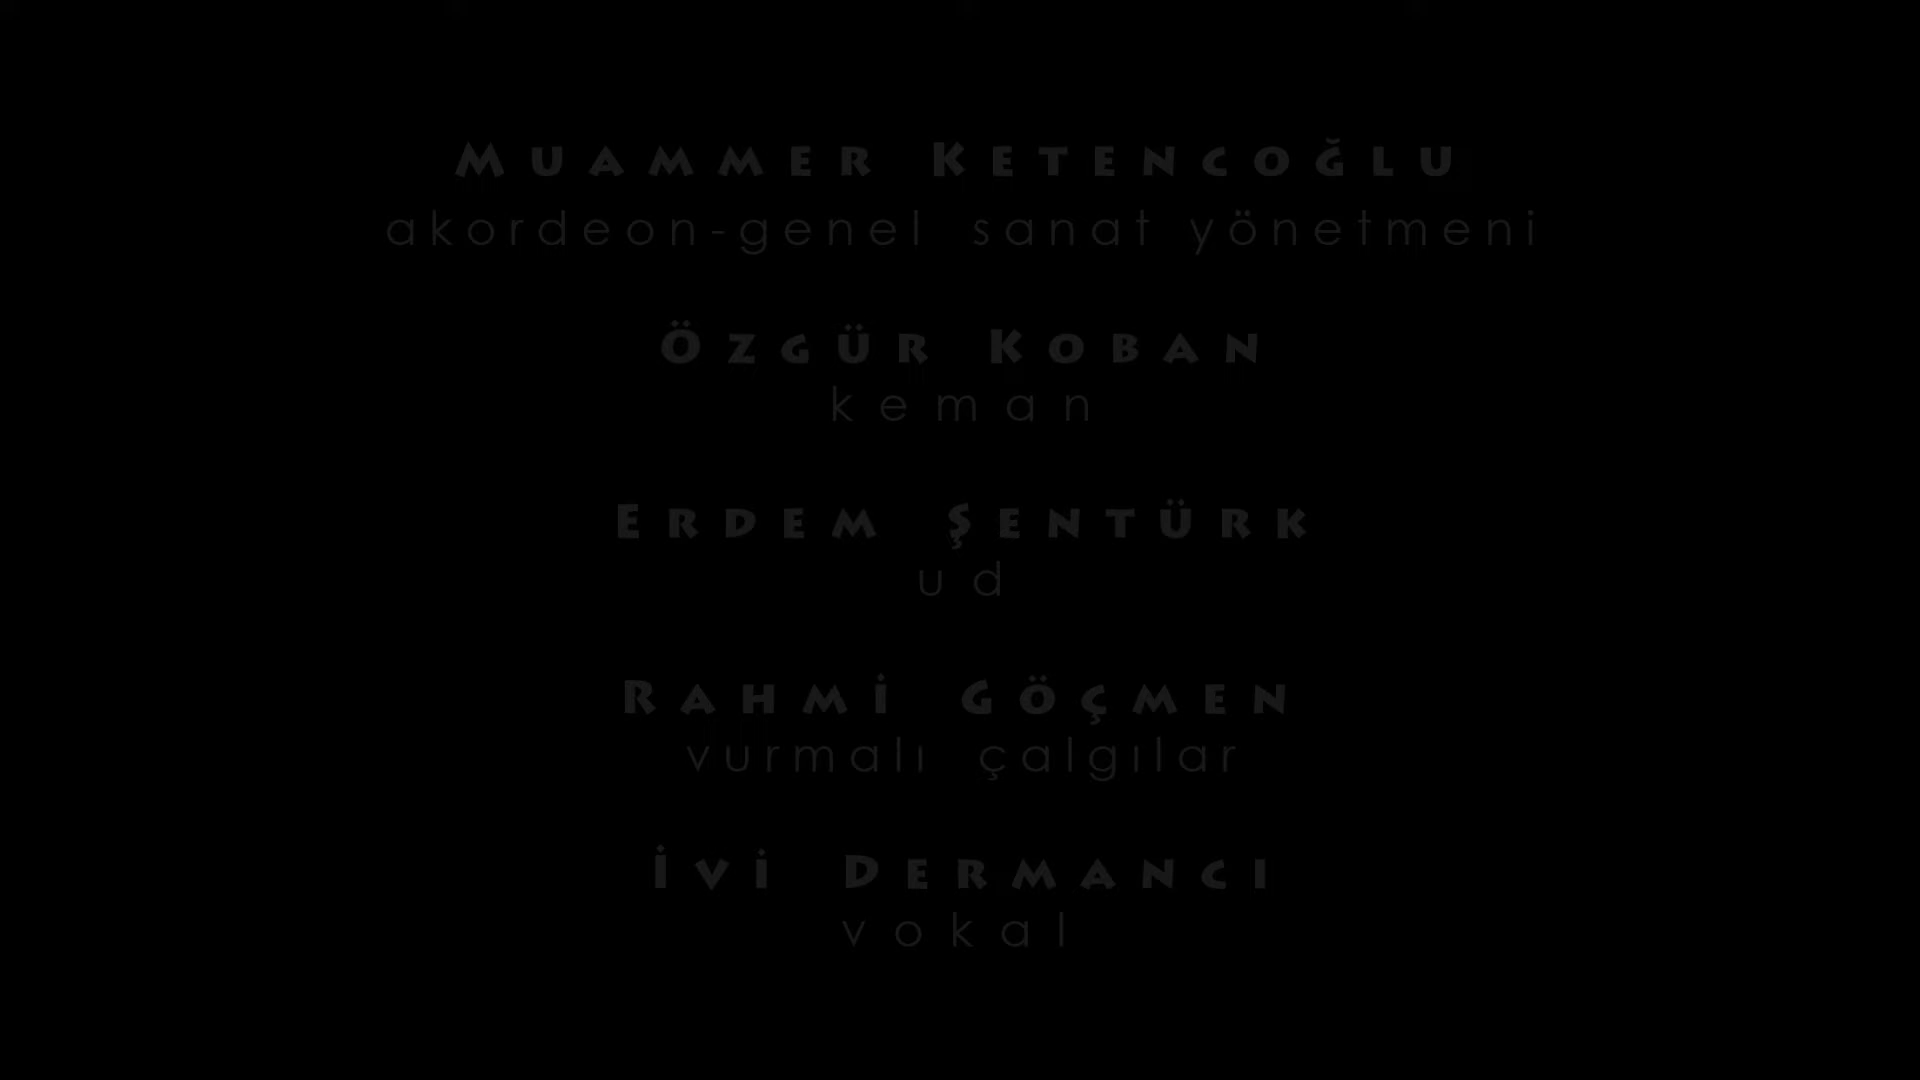 Muammer Ketencoğlu
akordeon-genel sanat yönetmeni
Özgür Koban
keman
Erdem Şentürk
ud
Rahmi Göçmen
vurmalı çalgılar
İvi Dermancı
vokal